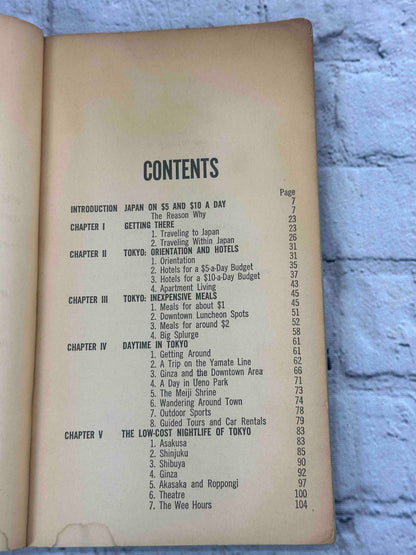 CONTENTS
Page
INTRODUCTION JAPAN ON $5 AND $10 A DAY 7
The Reason Why 7
CHAPTER I GETTING THERE 23
1. Traveling to Japan 23
2. Traveling Within Japan 26
CHAPTER II TOKYO: ORIENTATION AND HOTELS 31
1. Orientation 31
2. Hotels for a $5-a-Day Budget 35
3. Hotels for a $10-a-Day Budget 37
4. Apartment Living 43
CHAPTER III TOKYO: INEXPENSIVE MEALS 45
1. Meals for about $1 45
2. Downtown Luncheon Spots 51
3. Meals for around $2 52
4. Big Splurge 58
CHAPTER IV DAYTIME IN TOKYO 61
1. Getting Around 61
2. A Trip on the Yamate Line 62
3. Ginza and the Downtown Area 66
4. A Day in Ueno Park 71
5. The Meiji Shrine 73
6. Wandering Around Town 74
7. Outdoor Sports 78
8. Guided Tours and Car Rentals 79
CHAPTER V THE LOW-COST NIGHTLIFE OF TOKYO 83
1. Asakusa 83
2. Shinjuku 85
3. Shibuya 90
4. Ginza 92
5. Akasaka and Roppongi 97
6. Theatre 100
7. The Wee Hours 104